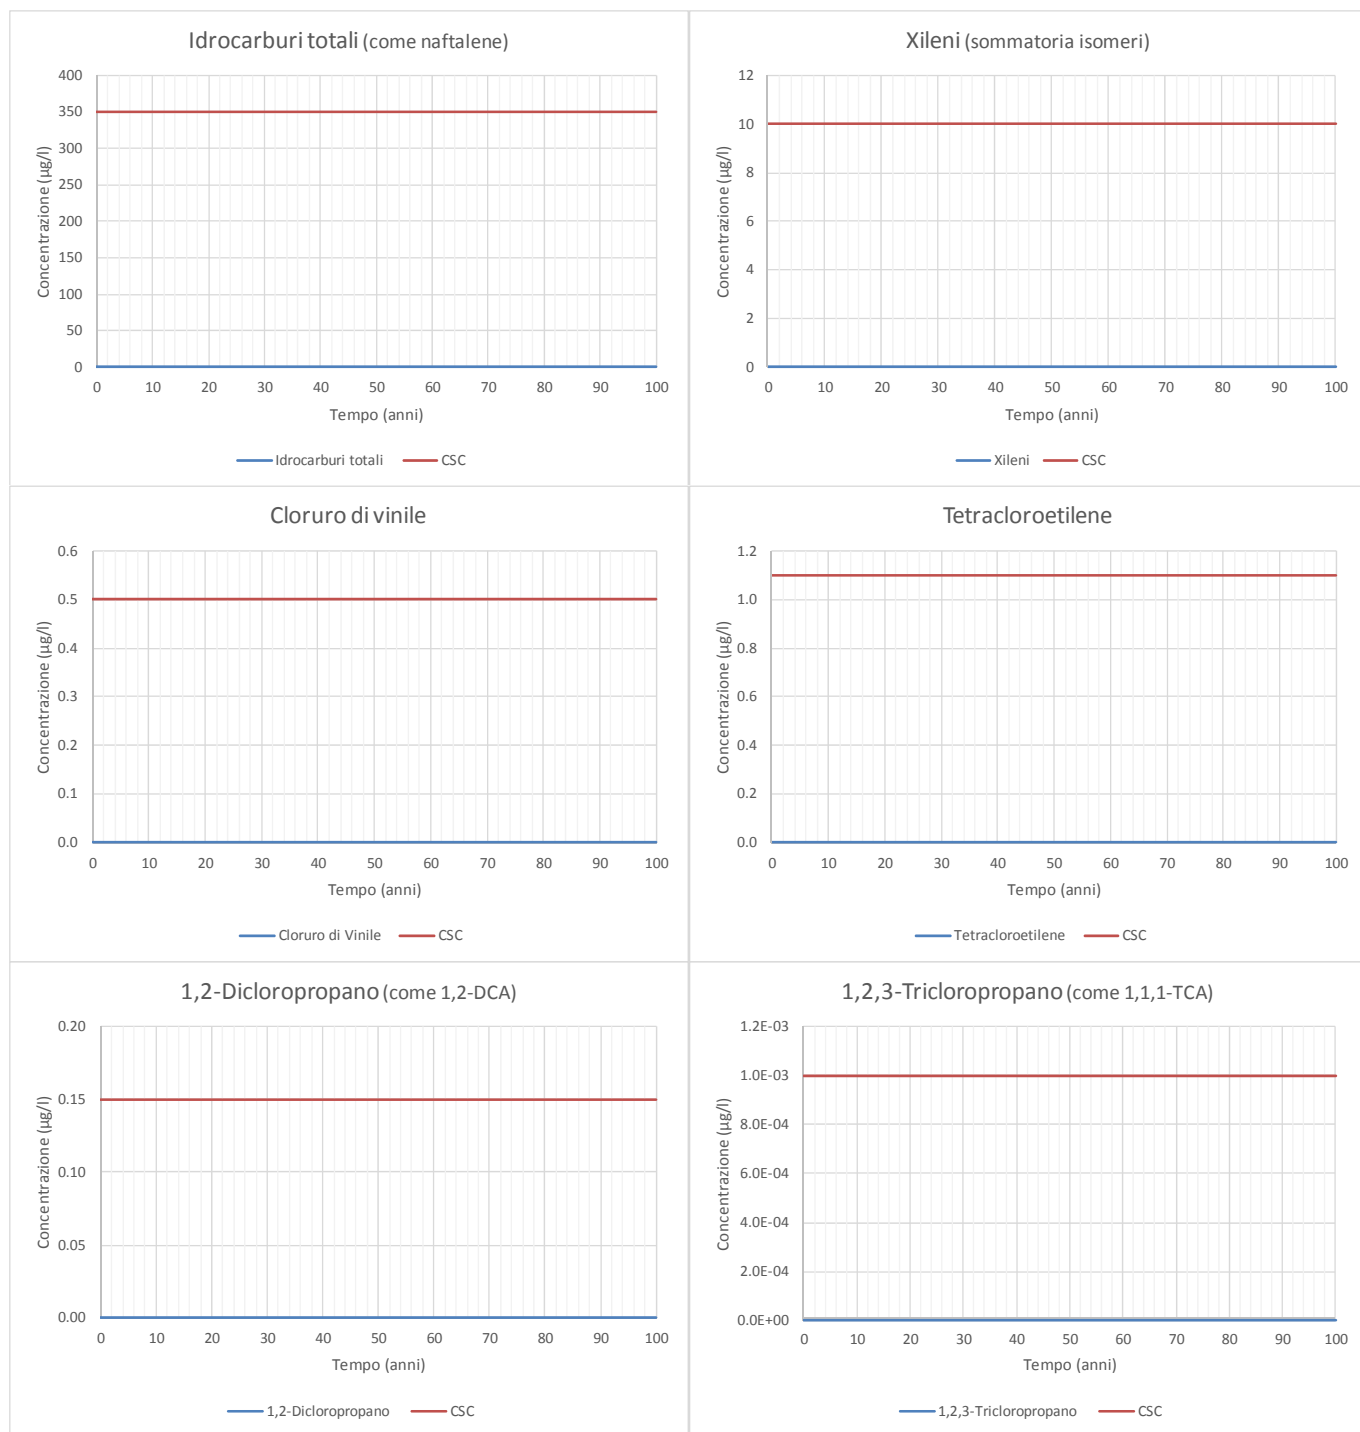 Idrocarburi totali (come naftalene)
Concentrazione (µg/l)
400
350
300
250
200
150
100
50
0
0 10 20 30 40 50 60 70 80 90 100
Tempo (anni)
Idrocarburi totali CSC
Xileni (sommatoria isomeri)
Concentrazione (µg/l)
12
10
8
6
4
2
0
0 10 20 30 40 50 60 70 80 90 100
Tempo (anni)
Xileni CSC
Cloruro di vinile
Concentrazione (µg/l)
0.6
0.5
0.4
0.3
0.2
0.1
0.0
0 10 20 30 40 50 60 70 80 90 100
Tempo (anni)
Cloruro di Vinile CSC
Tetracloroetilene
Concentrazione (µg/l)
1.2
1.0
0.8
0.6
0.4
0.2
0.0
0 10 20 30 40 50 60 70 80 90 100
Tempo (anni)
Tetracloroetilene CSC
1,2-Dicloropropano (come 1,2-DCA)
Concentrazione (µg/l)
0.20
0.15
0.10
0.05
0.00
0 10 20 30 40 50 60 70 80 90 100
Tempo (anni)
1,2-Dicloropropano CSC
1,2,3-Tricloropropano (come 1,1,1-TCA)
Concentrazione (µg/l)
1.2E-03
1.0E-03
8.0E-04
6.0E-04
4.0E-04
2.0E-04
0.0E+00
0 10 20 30 40 50 60 70 80 90 100
Tempo (anni)
1,2,3-Tricloropropano CSC